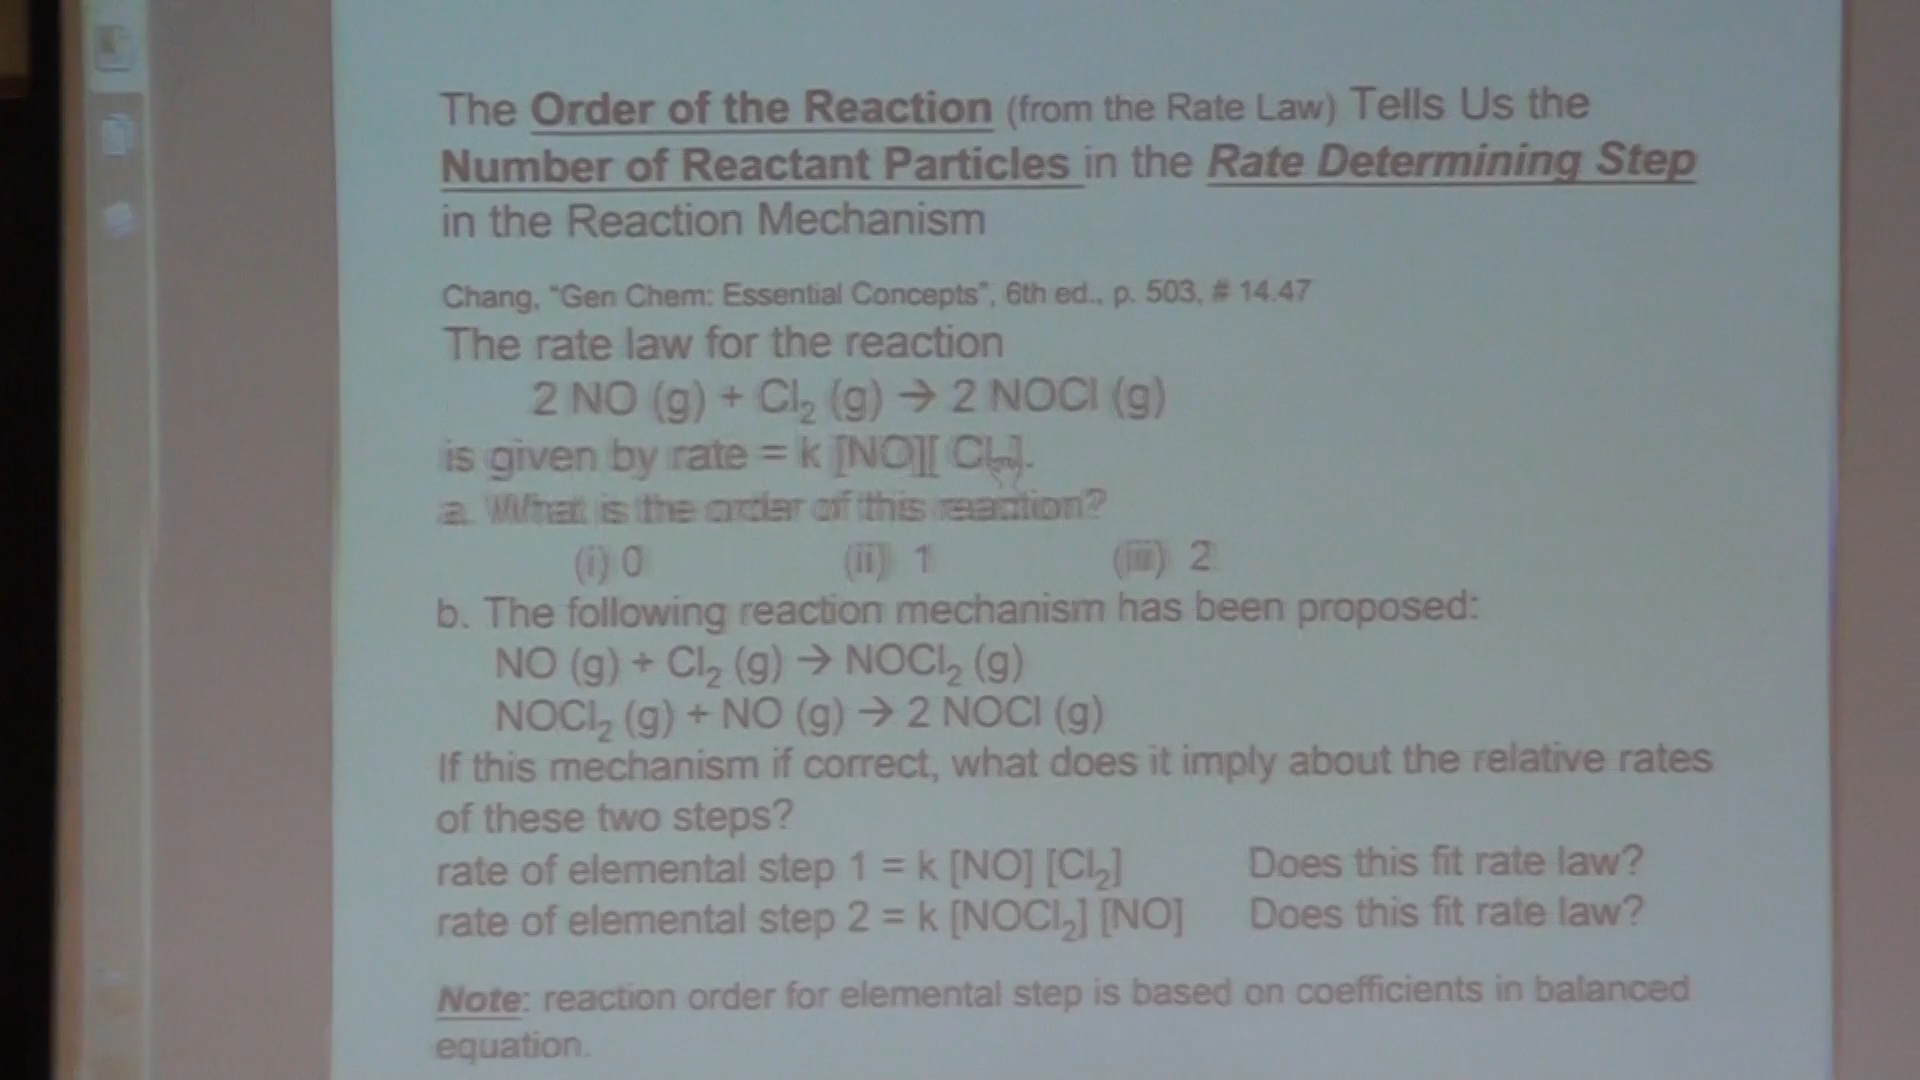 The Order of the Reaction (from the Rate Law) Tells Us the
Number of Reactant Particles in the Rate Determining Step
in the Reaction Mechanism
Chang, "Gen Chem: Essential Concepts", 6th ed., p. 503, # 14.47
The rate law for the reaction
2 NO (g) + Cl₂ (g) → 2 NOCl (g)
is given by rate = k [NO][ Cl₂].
a. What is the order of this reaction?
(i) 0 (ii) 1 (iii) 2
b. The following reaction mechanism has been proposed:
NO (g) + Cl₂ (g) → NOCl₂ (g)
NOCl₂ (g) + NO (g) → 2 NOCl (g)
If this mechanism if correct, what does it imply about the relative rates
of these two steps?
rate of elemental step 1 = k [NO] [Cl₂] Does this fit rate law?
rate of elemental step 2 = k [NOCl₂] [NO] Does this fit rate law?
Note: reaction order for elemental step is based on coefficients in balanced
equation.